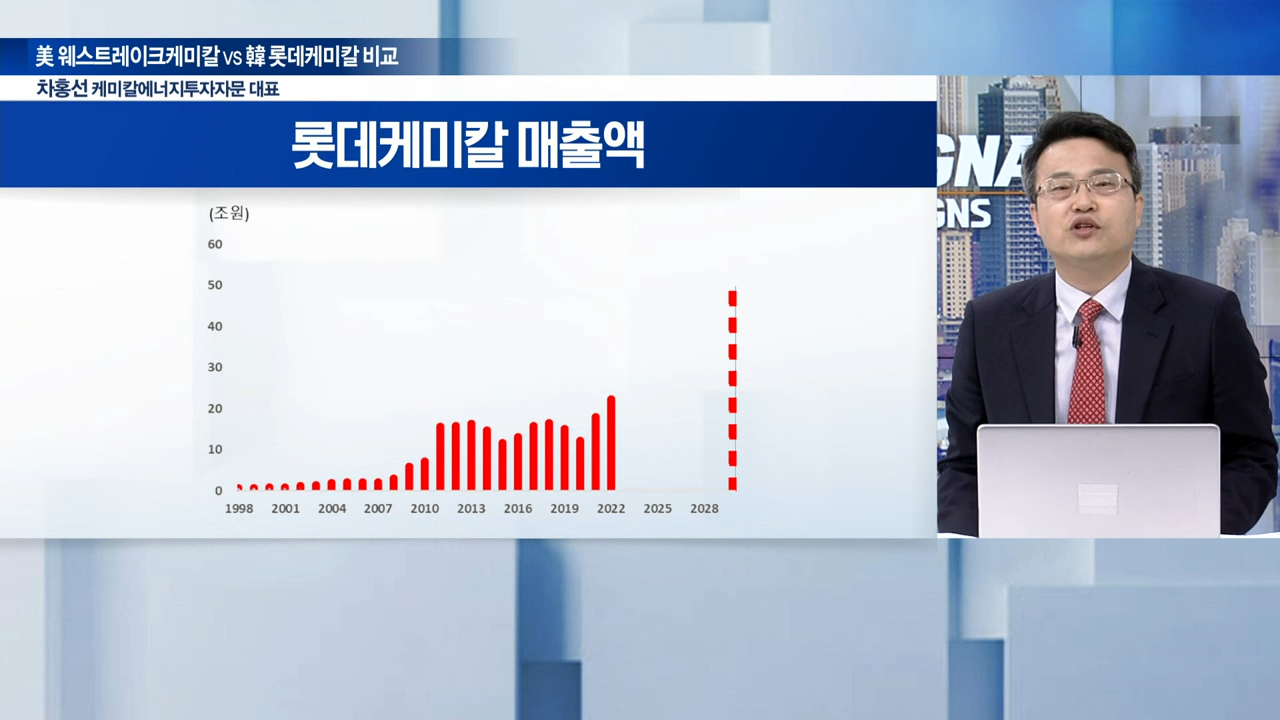 美 웨스트레이크케미칼 VS 韓 롯데케미칼 비교
차홍선 케미칼에너지투자자문 대표
롯데케미칼 매출액
(조원)
60
50
40
30
20
10
0
1998 2001 2004 2007 2010 2013 2016 2019 2022 2025 2028
GNA
GNS